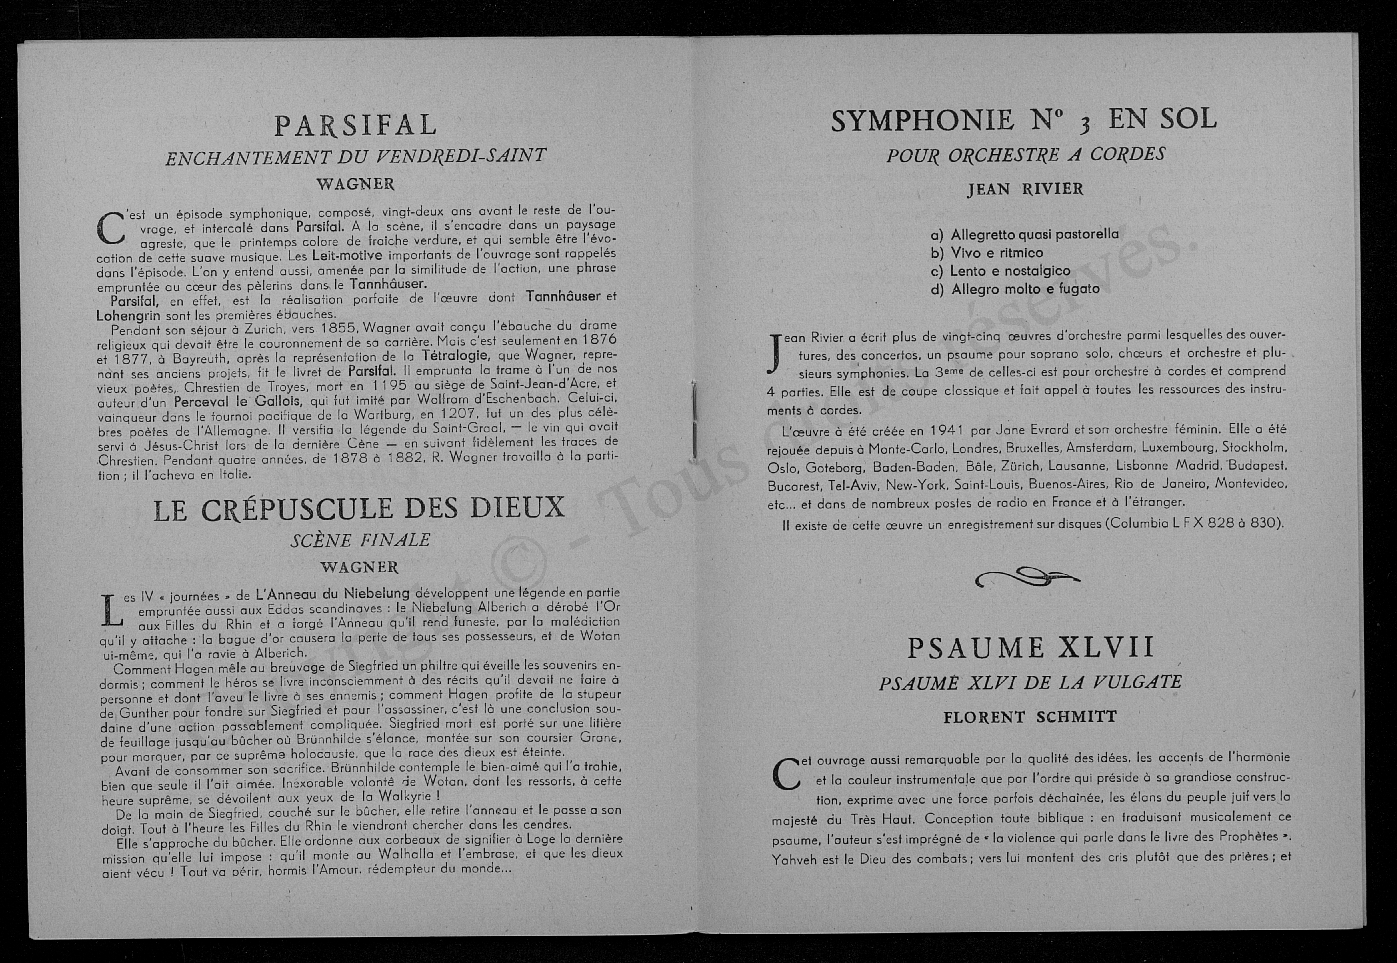 PARSIFAL
ENCHANTEMENT DU VENDREDI-SAINT
WAGNER
C'est un épisode symphonique, composé, vingt-deux ans avant le reste de l'ou-
vrage, et intercalé dans Parsifal. A la scène, il s'encadre dans un paysage
agreste, que le printemps colore de fraîche verdure, et qui semble être l'évo-
cation de cette suave musique. Les Leit-motive importants de l'ouvrage sont rappelés
dans l'épisode. L'on y entend aussi, amenée par la similitude de l'action, une phrase
empruntée au cœur des pèlerins dans le Tannhäuser.
Parsifal, en effet, est la réalisation parfaite de l'œuvre dont Tannhäuser et
Lohengrin sont les premières ébauches.
Pendant son séjour à Zurich, vers 1855, Wagner avait conçu l'ébauche du drame
religieux qui devait être le couronnement de sa carrière. Mais c'est seulement en 1876
et 1877, à Bayreuth, après la représentation de la Tétralogie, que Wagner, repre-
nant ses anciens projets, fit le livret de Parsifal. Il emprunta la trame à l'un de nos
vieux poètes, Chrestien de Troyes, mort en 1195 au siège de Saint-Jean-d'Acre, et
auteur d'un Perceval le Gallois, qui fut imité par Wolfram d'Eschenbach. Celui-ci,
vainqueur dans le tournoi pacifique de la Wartburg, en 1207, fut un des plus célè-
bres poètes de l'Allemagne. Il versifia la légende du Saint-Graal, — le vin qui avait
servi à Jésus-Christ lors de la dernière Cène — en suivant fidèlement les traces de
Chrestien. Pendant quatre années, de 1878 à 1882, R. Wagner travailla à la parti-
tion ; il l'acheva en Italie.
LE CRÉPUSCULE DES DIEUX
SCÈNE FINALE
WAGNER
Les IV « journées » de L'Anneau du Niebelung développent une légende en partie
empruntée aussi aux Eddas scandinaves : le Niebelung Alberich a dérobé l'Or
aux Filles du Rhin et a forgé l'Anneau qu'il rend funeste, par la malédiction
qu'il y attache : la bague d'or causera la perte de tous ses possesseurs, et de Wotan
ui-même, qui l'a ravie à Alberich.
Comment Hagen mêle au breuvage de Siegfried un philtre qui éveille les souvenirs en-
dormis ; comment le héros se livre inconsciemment à des récits qu'il devait ne faire à
personne et dont l'aveu le livre à ses ennemis ; comment Hagen profite de la stupeur
de Gunther pour fondre sur Siegfried et pour l'assassiner, c'est là une conclusion sou-
daine d'une action passablement compliquée. Siegfried mort est porté sur une litière
de feuillage jusqu'au bûcher où Brünnhilde s'élance, montée sur son coursier Grane,
pour marquer, par ce suprême holocauste, que la race des dieux est éteinte.
Avant de consommer son sacrifice, Brünnhilde contemple le bien-aimé qui l'a trahie,
bien que seule il l'ait aimée. Inexorable volonté de Wotan, dont les ressorts, à cette
heure suprême, se dévoilent aux yeux de la Walkyrie !
De la main de Siegfried, couché sur le bûcher, elle retire l'anneau et le passe a son
doigt. Tout à l'heure les Filles du Rhin le viendront chercher dans les cendres.
Elle s'approche du bûcher. Elle ordonne aux corbeaux de signifier à Loge la dernière
mission qu'elle lui impose : qu'il monte au Walhalla et l'embrase, et que les dieux
aient vécu ! Tout va périr, hormis l'Amour, rédempteur du monde...
SYMPHONIE Nº 3 EN SOL
POUR ORCHESTRE A CORDES
JEAN RIVIER
a) Allegretto quasi pastorella
b) Vivo e ritmico
c) Lento e nostalgico
d) Allegro molto e fugato
Jean Rivier a écrit plus de vingt-cinq œuvres d'orchestre parmi lesquelles des ouver-
tures, des concertos, un psaume pour soprano solo, chœurs et orchestre et plu-
sieurs symphonies. La 3eme de celles-ci est pour orchestre à cordes et comprend
4 parties. Elle est de coupe classique et fait appel à toutes les ressources des instru-
ments à cordes.
L'œuvre à été créée en 1941 par Jane Evrard et son orchestre féminin. Elle a été
rejouée depuis à Monte-Carlo, Londres, Bruxelles, Amsterdam, Luxembourg, Stockholm,
Oslo, Goteborg, Baden-Baden, Bâle, Zürich, Lausanne, Lisbonne Madrid, Budapest,
Bucarest, Tel-Aviv, New-York, Saint-Louis, Buenos-Aires, Rio de Janeiro, Montevideo,
etc... et dans de nombreux postes de radio en France et à l'étranger.
Il existe de cette œuvre un enregistrement sur disques (Columbia L F X 828 à 830).
PSAUME XLVII
PSAUME XLVI DE LA VULGATE
FLORENT SCHMITT
Cet ouvrage aussi remarquable par la qualité des idées, les accents de l'harmonie
et la couleur instrumentale que par l'ordre qui préside à sa grandiose construc-
tion, exprime avec une force parfois déchaînée, les élans du peuple juif vers la
majesté du Très Haut. Conception toute biblique : en traduisant musicalement ce
psaume, l'auteur s'est imprégné de « la violence qui parle dans le livre des Prophètes ».
Yahveh est le Dieu des combats ; vers lui montent des cris plutôt que des prières ; et